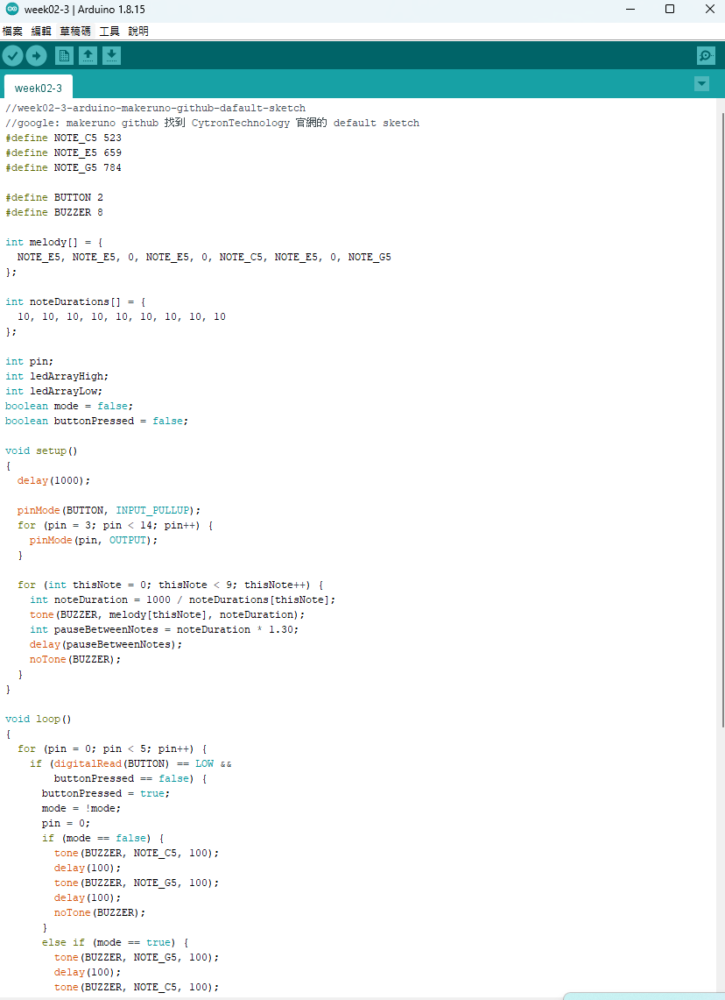 week02-3 | Arduino 1.8.15
檔案 編輯 草稿碼 工具 說明
week02-3
//week02-3-arduino-makeruno-github-dafault-sketch
//google: makeruno github 找到 CytronTechnology 官網的 default sketch
#define NOTE_C5 523
#define NOTE_E5 659
#define NOTE_G5 784
#define BUTTON 2
#define BUZZER 8
int melody[] = {
  NOTE_E5, NOTE_E5, 0, NOTE_E5, 0, NOTE_C5, NOTE_E5, 0, NOTE_G5
};
int noteDurations[] = {
  10, 10, 10, 10, 10, 10, 10, 10, 10
};
int pin;
int ledArrayHigh;
int ledArrayLow;
boolean mode = false;
boolean buttonPressed = false;
void setup()
{
  delay(1000);
  pinMode(BUTTON, INPUT_PULLUP);
  for (pin = 3; pin < 14; pin++) {
    pinMode(pin, OUTPUT);
  }
  for (int thisNote = 0; thisNote < 9; thisNote++) {
    int noteDuration = 1000 / noteDurations[thisNote];
    tone(BUZZER, melody[thisNote], noteDuration);
    int pauseBetweenNotes = noteDuration * 1.30;
    delay(pauseBetweenNotes);
    noTone(BUZZER);
  }
}
void loop()
{
  for (pin = 0; pin < 5; pin++) {
    if (digitalRead(BUTTON) == LOW &&
        buttonPressed == false) {
      buttonPressed = true;
      mode = !mode;
      pin = 0;
      if (mode == false) {
        tone(BUZZER, NOTE_C5, 100);
        delay(100);
        tone(BUZZER, NOTE_G5, 100);
        delay(100);
        noTone(BUZZER);
      }
      else if (mode == true) {
        tone(BUZZER, NOTE_G5, 100);
        delay(100);
        tone(BUZZER, NOTE_C5, 100);